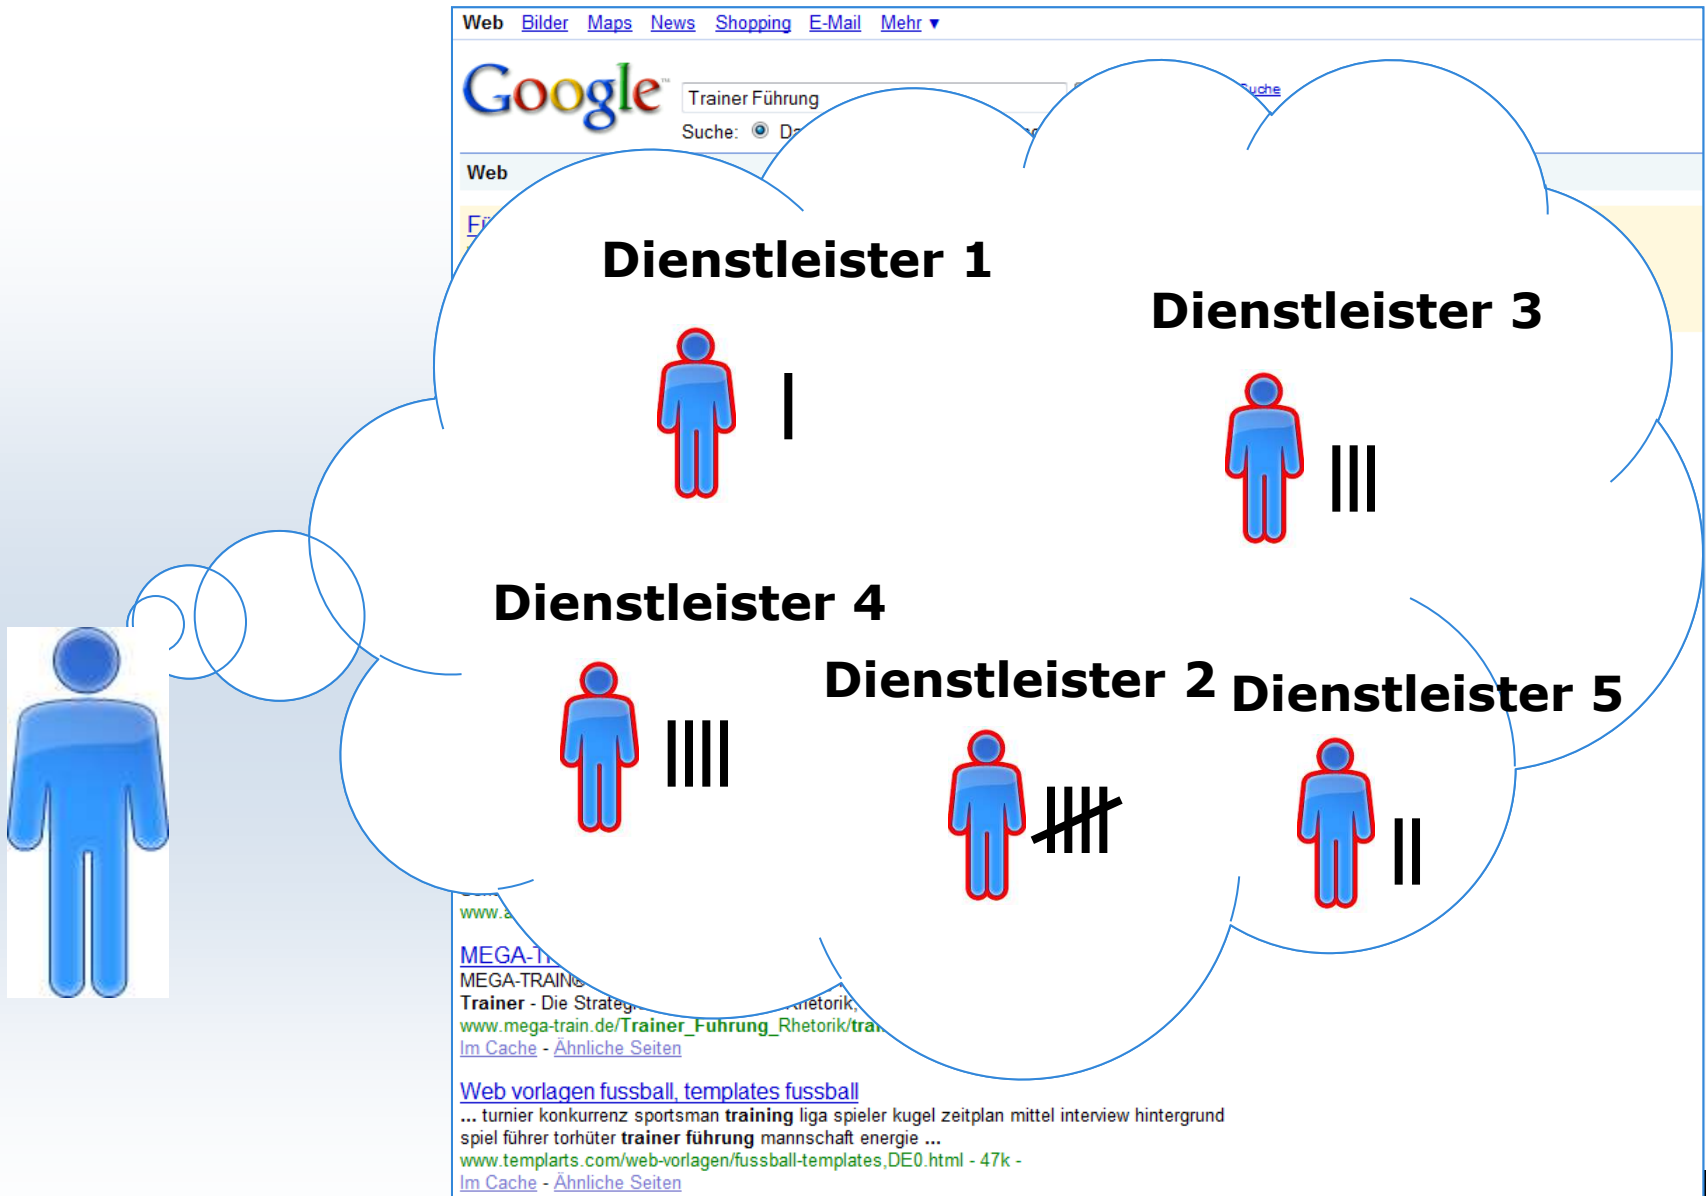 Web Bilder Maps News Shopping E-Mail Mehr ▼
Google™ Trainer Führung Suche
Suche:
Web
Dienstleister 1
Dienstleister 3
Dienstleister 4
Dienstleister 2
Dienstleister 5
MEGA-TRAIN®
Trainer - Die Rhetorik,
www.mega-train.de/Trainer_Fuhrung_Rhetorik/
Im Cache - Ähnliche Seiten
Web vorlagen fussball, templates fussball
... turnier konkurrenz sportsman training liga spieler kugel zeitplan mittel interview hintergrund
spiel führer torhüter trainer führung mannschaft energie ...
www.templarts.com/web-vorlagen/fussball-templates,DE0.html - 47k -
Im Cache - Ähnliche Seiten